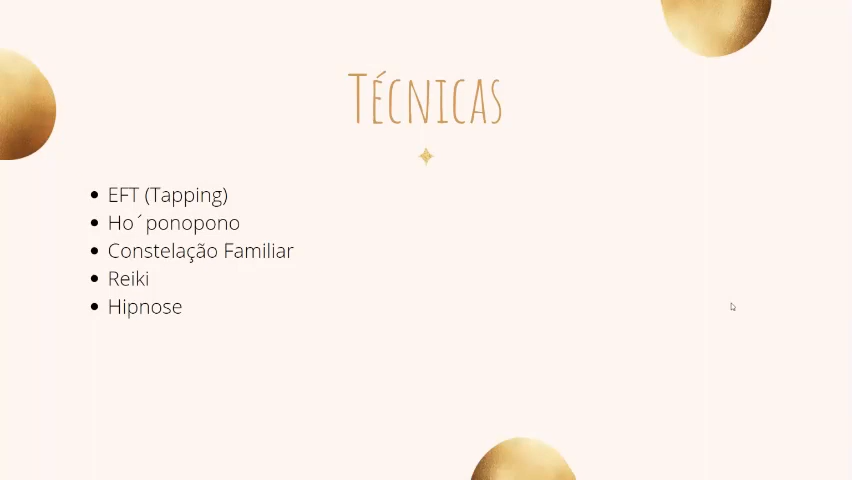 TÉCNICAS
EFT (Tapping)
Ho´ponopono
Constelação Familiar
Reiki
Hipnose